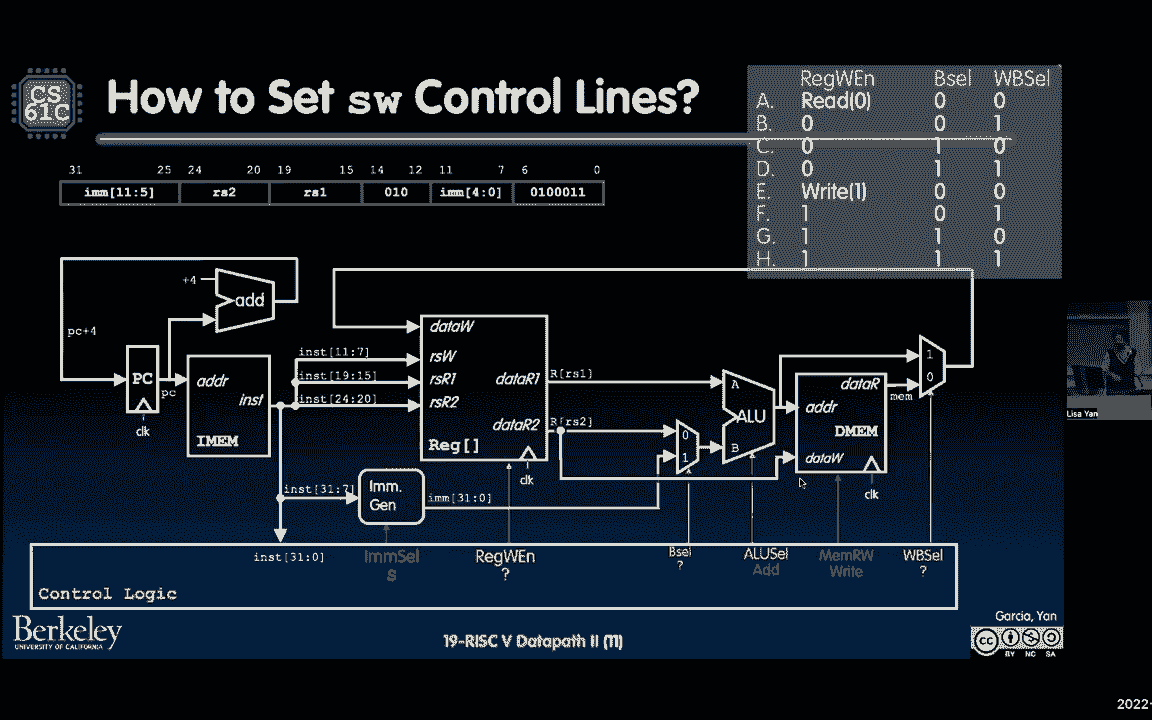 CS
61C
How to Set sw Control Lines?
RegWEn Bsel WBSel
A. Read(0) 0 0
B. 0 0 1
C. 0 1 0
D. 0 1 1
E. Write(1) 0 0
F. 1 0 1
G. 1 1 0
H. 1 1 1
31 25 24 20 19 15 14 12 11 7 6 0
imm[11:5] rs2 rs1 010 imm[4:0] 0100011
+4
add
pc+4
PC
pc
clk
addr
inst
IMEM
inst[11:7]
inst[19:15]
inst[24:20]
dataW
rsW
rsR1
rsR2
dataR1
dataR2
Reg[]
clk
R[rs1]
R[rs2]
0
1
A
ALU
B
addr
dataR
DMEM
dataW
clk
mem
1
0
inst[31:7]
Imm.
Gen
imm[31:0]
inst[31:0]
ImmSel
S
RegWEn
?
Bsel
?
ALUSel
Add
MemRW
Write
WBSel
?
Control Logic
Berkeley
UNIVERSITY OF CALIFORNIA
19-RISC V Datapath II (11)
Garcia, Yan
cc
BY NC SA
Lisa Yan
2022-